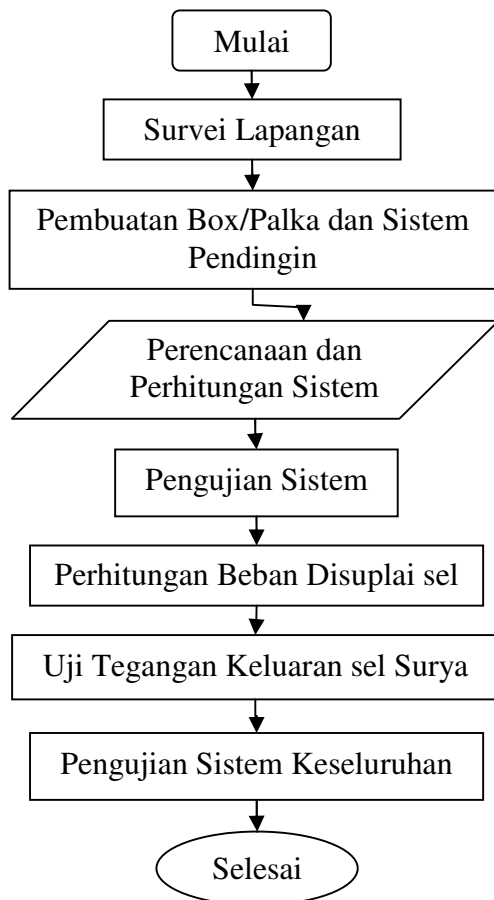 Mulai
Survei Lapangan
Pembuatan Box/Palka dan Sistem
Pendingin
Perencanaan dan
Perhitungan Sistem
Pengujian Sistem
Perhitungan Beban Disuplai sel
Uji Tegangan Keluaran sel Surya
Pengujian Sistem Keseluruhan
Selesai